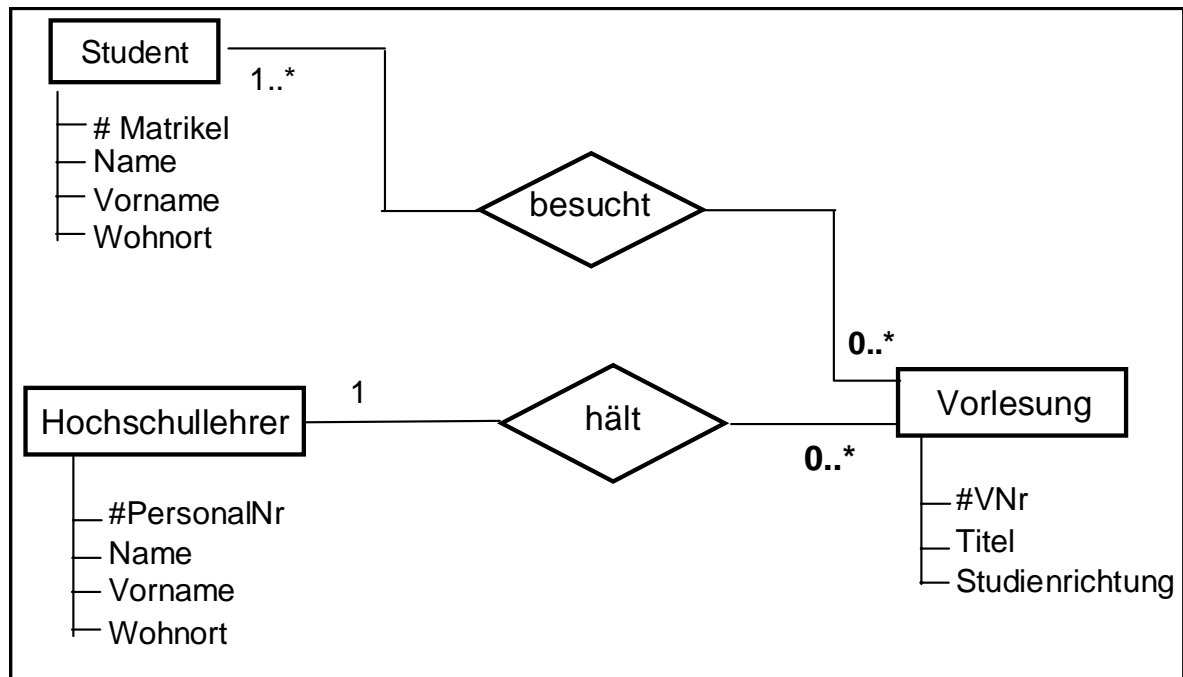 Student
1..*
# Matrikel
Name
Vorname
Wohnort
besucht
0..*
Hochschullehrer
1
hält
0..*
Vorlesung
#PersonalNr
Name
Vorname
Wohnort
#VNr
Titel
Studienrichtung